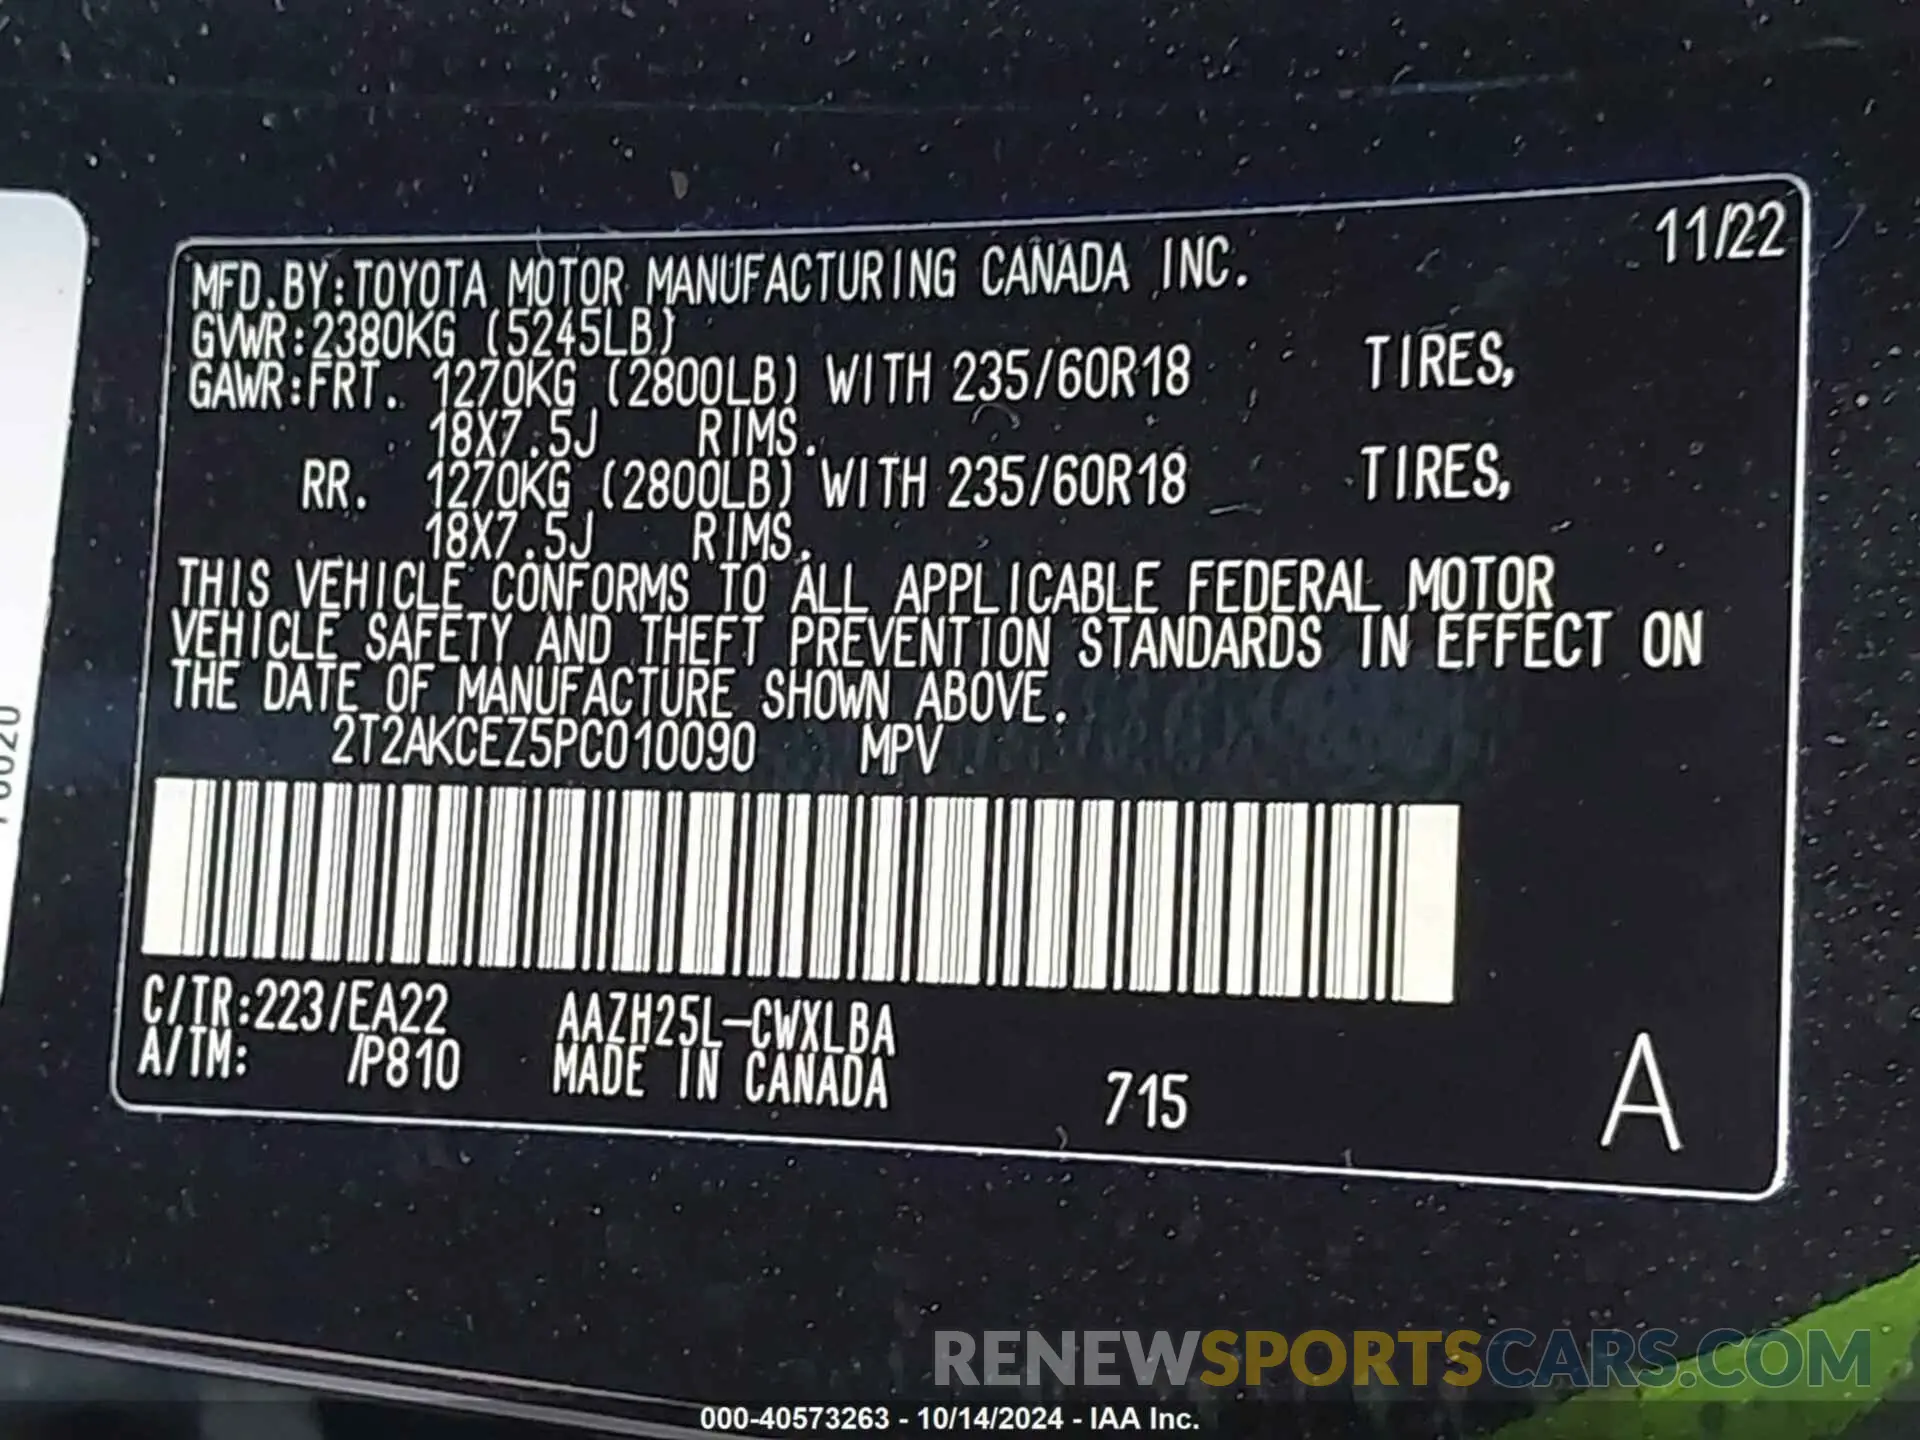 11/22
MFD.BY:TOYOTA MOTOR MANUFACTURING CANADA INC.
GVWR:2380KG (5245LB)
GAWR:FRT. 1270KG (2800LB) WITH 235/60R18 TIRES,
18X7.5J RIMS.
RR. 1270KG (2800LB) WITH 235/60R18 TIRES,
18X7.5J RIMS.
THIS VEHICLE CONFORMS TO ALL APPLICABLE FEDERAL MOTOR
VEHICLE SAFETY AND THEFT PREVENTION STANDARDS IN EFFECT ON
THE DATE OF MANUFACTURE SHOWN ABOVE.
2T2AKCEZ5PC010090 MPV
C/TR:223/EA22 AAZH25L-CWXLBA
A/TM: /P810 MADE IN CANADA 715 A
RENEWSPORTSCARS.COM
000-40573263 - 10/14/2024 - IAA Inc.